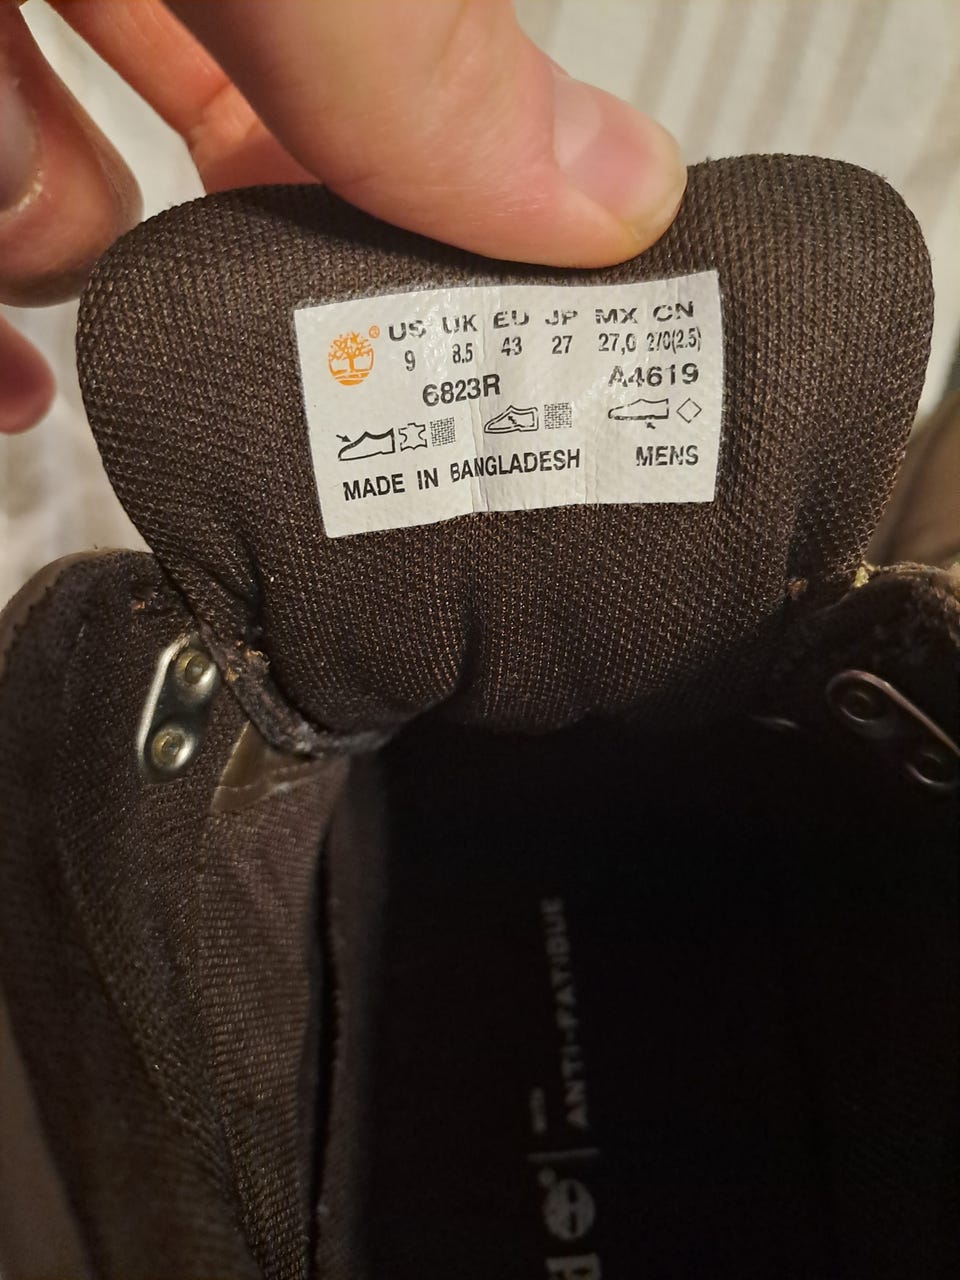 US UK EU JP MX CN
9 8.5 43 27 27,0 270(2.5)
6823R A4619
MADE IN BANGLADESH MENS
ANTI-FATIGUE